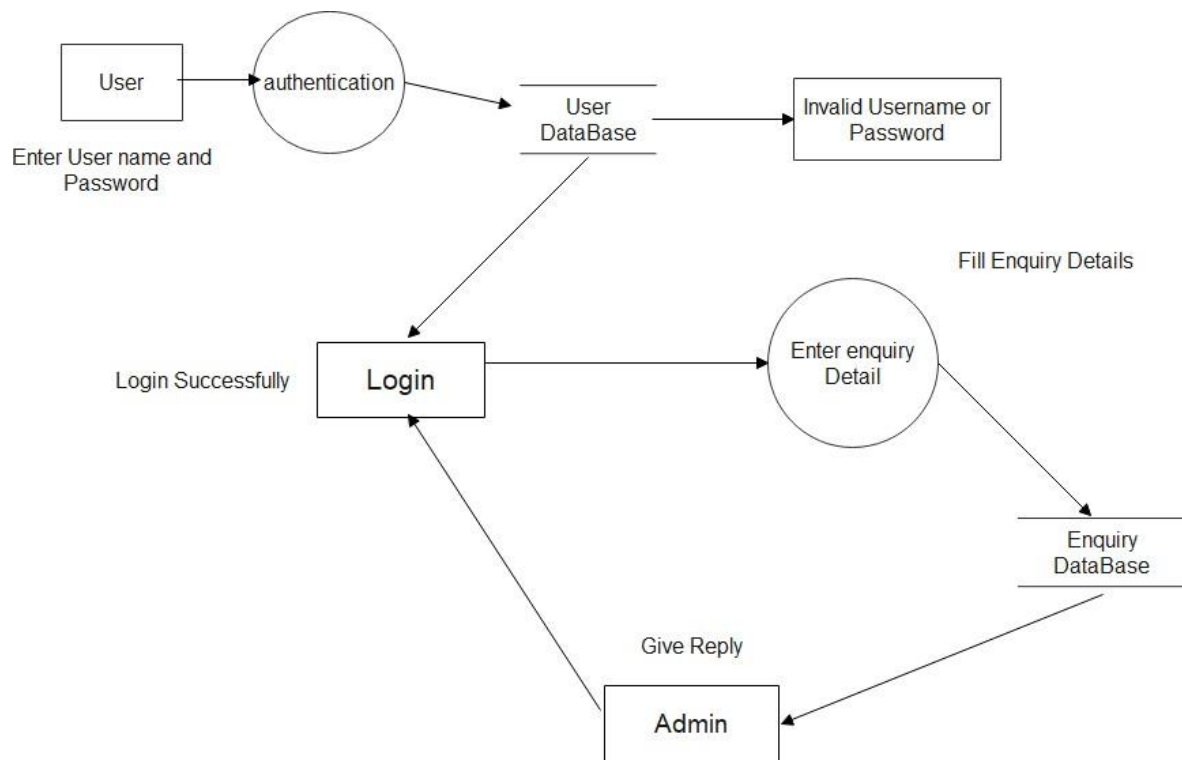 User
authentication
User
DataBase
Invalid Username or
Password
Enter User name and
Password
Fill Enquiry Details
Login Successfully
Login
Enter enquiry
Detail
Enquiry
DataBase
Give Reply
Admin